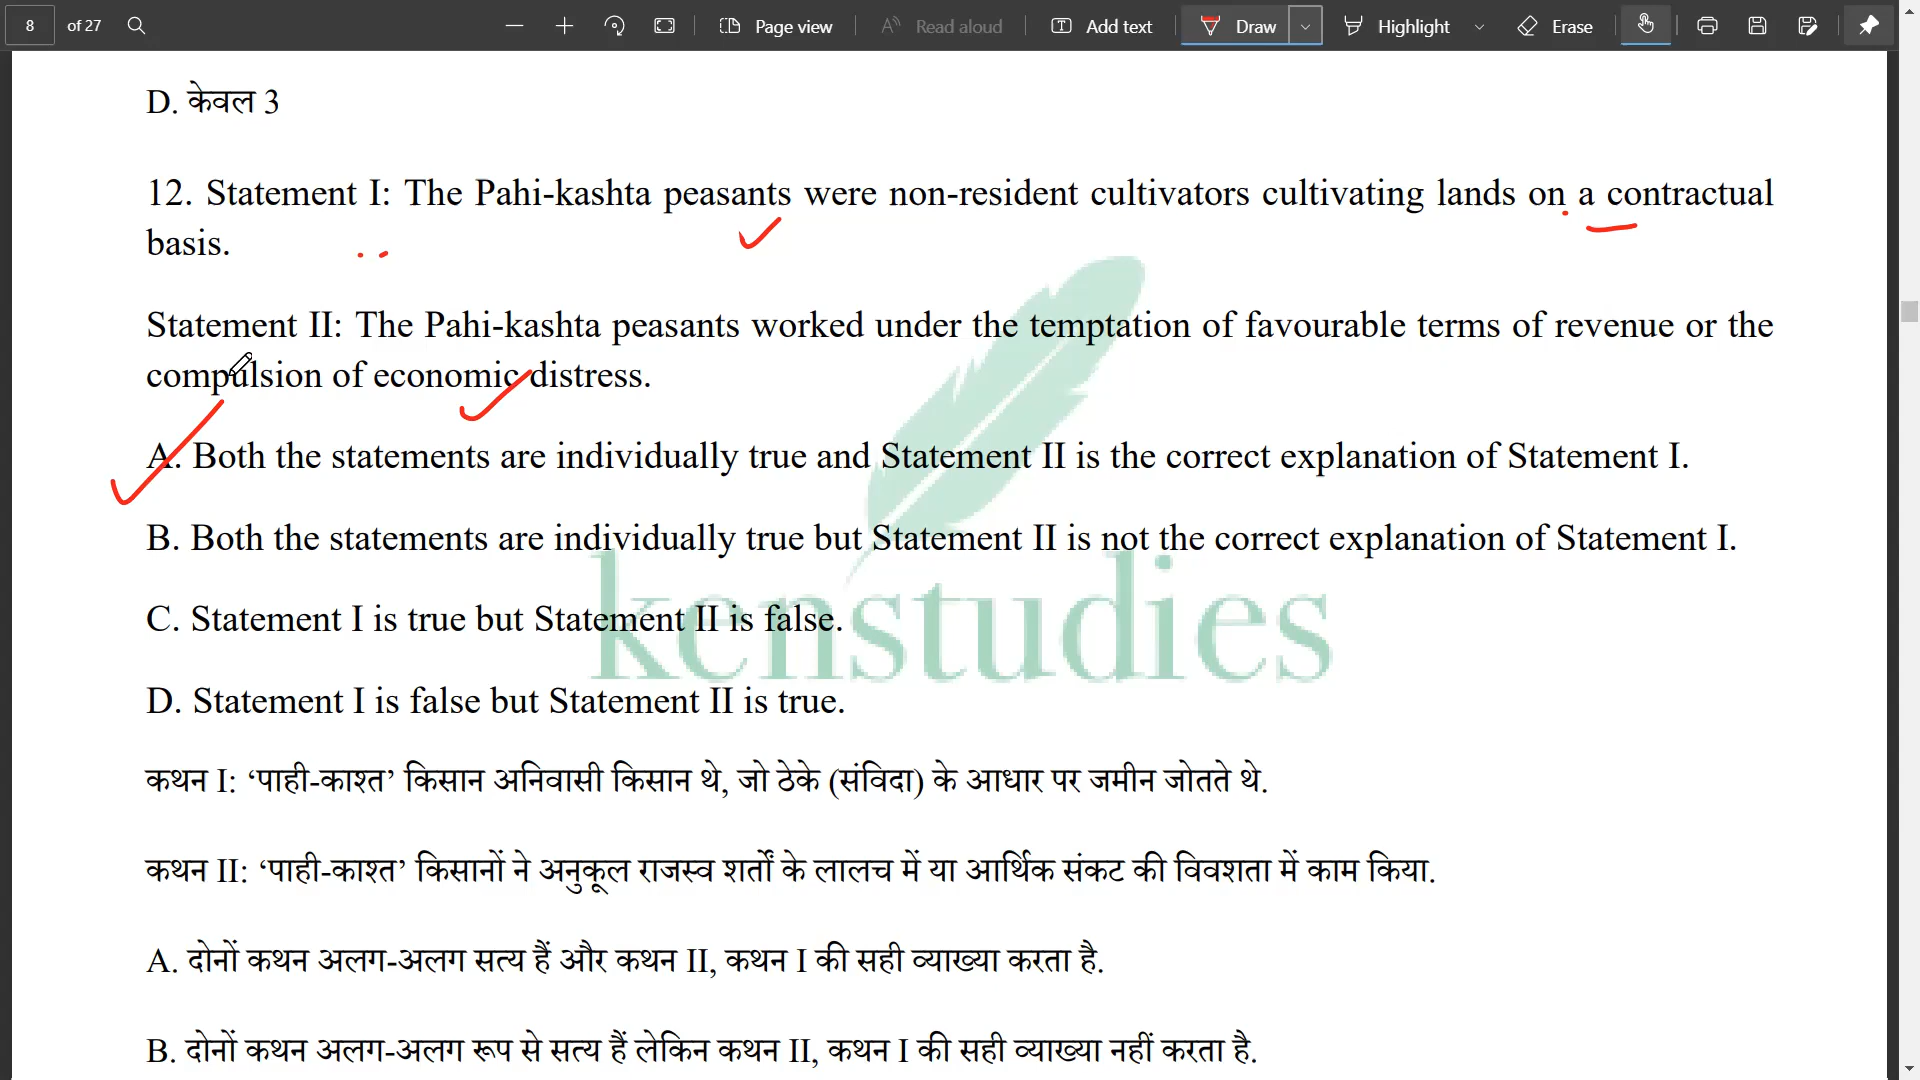 8 of 27 Page view Read aloud Add text Draw Highlight Erase
D. केवल 3
12. Statement I: The Pahi-kashta peasants were non-resident cultivators cultivating lands on a contractual
basis.
Statement II: The Pahi-kashta peasants worked under the temptation of favourable terms of revenue or the
compulsion of economic distress.
A. Both the statements are individually true and Statement II is the correct explanation of Statement I.
B. Both the statements are individually true but Statement II is not the correct explanation of Statement I.
C. Statement I is true but Statement II is false.
kenstudies
D. Statement I is false but Statement II is true.
कथन I: ‘पाही-काश्त’ किसान अनिवासी किसान थे, जो ठेके (संविदा) के आधार पर जमीन जोतते थे.
कथन II: ‘पाही-काश्त’ किसानों ने अनुकूल राजस्व शर्तों के लालच में या आर्थिक संकट की विवशता में काम किया.
A. दोनों कथन अलग-अलग सत्य हैं और कथन II, कथन I की सही व्याख्या करता है.
B. दोनों कथन अलग-अलग रूप से सत्य हैं लेकिन कथन II, कथन I की सही व्याख्या नहीं करता है.